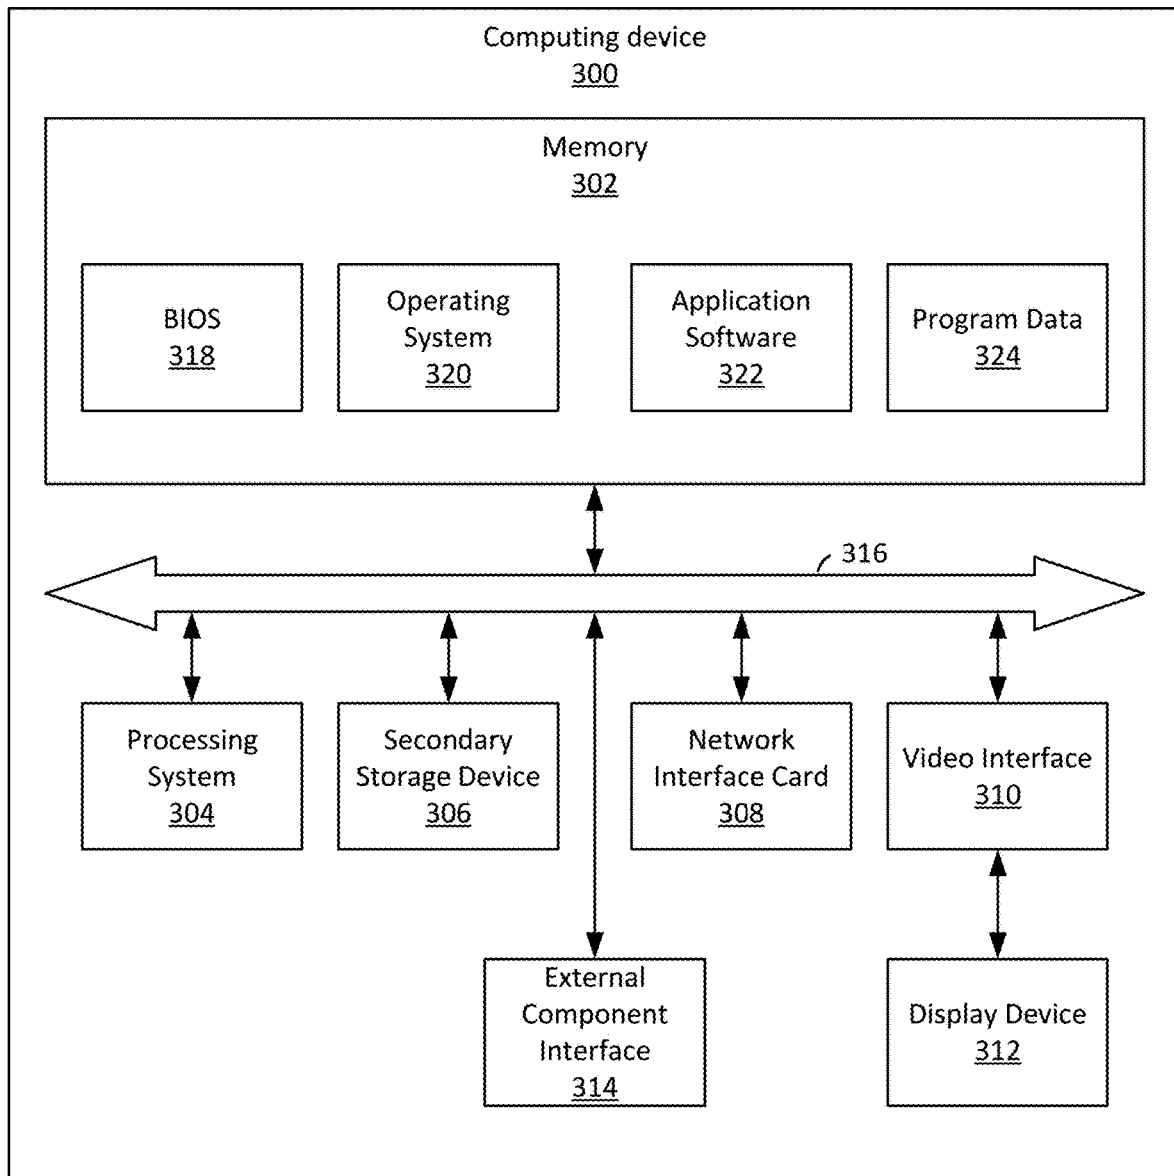 Computing device
300
Memory
302
BIOS
318
Operating
System
320
Application
Software
322
Program Data
324
316
Processing
System
304
Secondary
Storage Device
306
Network
Interface Card
308
Video Interface
310
External
Component
Interface
314
Display Device
312